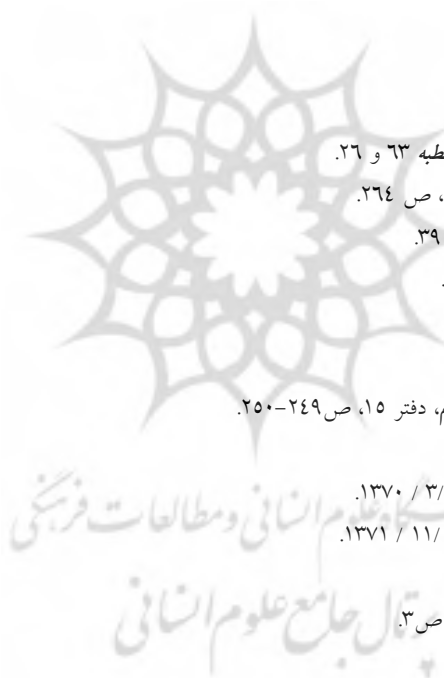 طبه ٦٣ و ٢٦.
، ص ٢٦٤.
٣٩.
.
م، دفتر ١٥، ص٢٤٩-٢٥٠.
/٣ / ١٣٧٠.
/١١ / ١٣٧١.
گاه علوم انسانی و مطالعات فرهنگی
ص٣.
پرتال جامع علوم انسانی